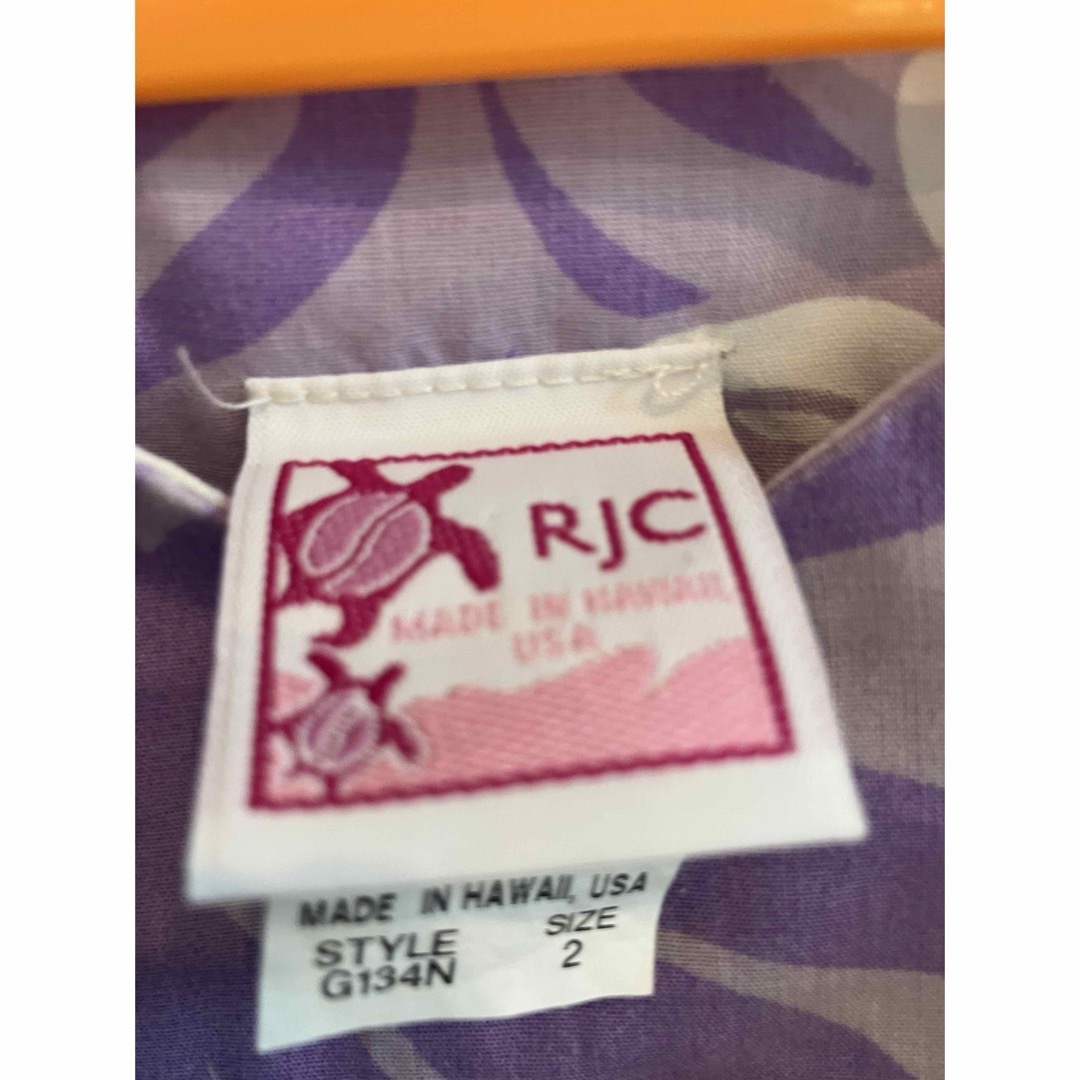 RJC
MADE IN HAWAII,
USA
MADE IN HAWAII, USA
STYLE SIZE
G134N 2